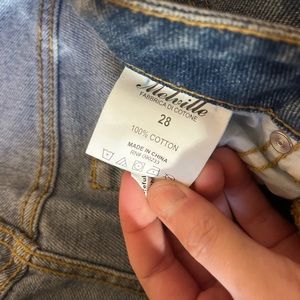 Melville
FABBRICA DI COTONE
28
100% COTTON
MADE IN CHINA